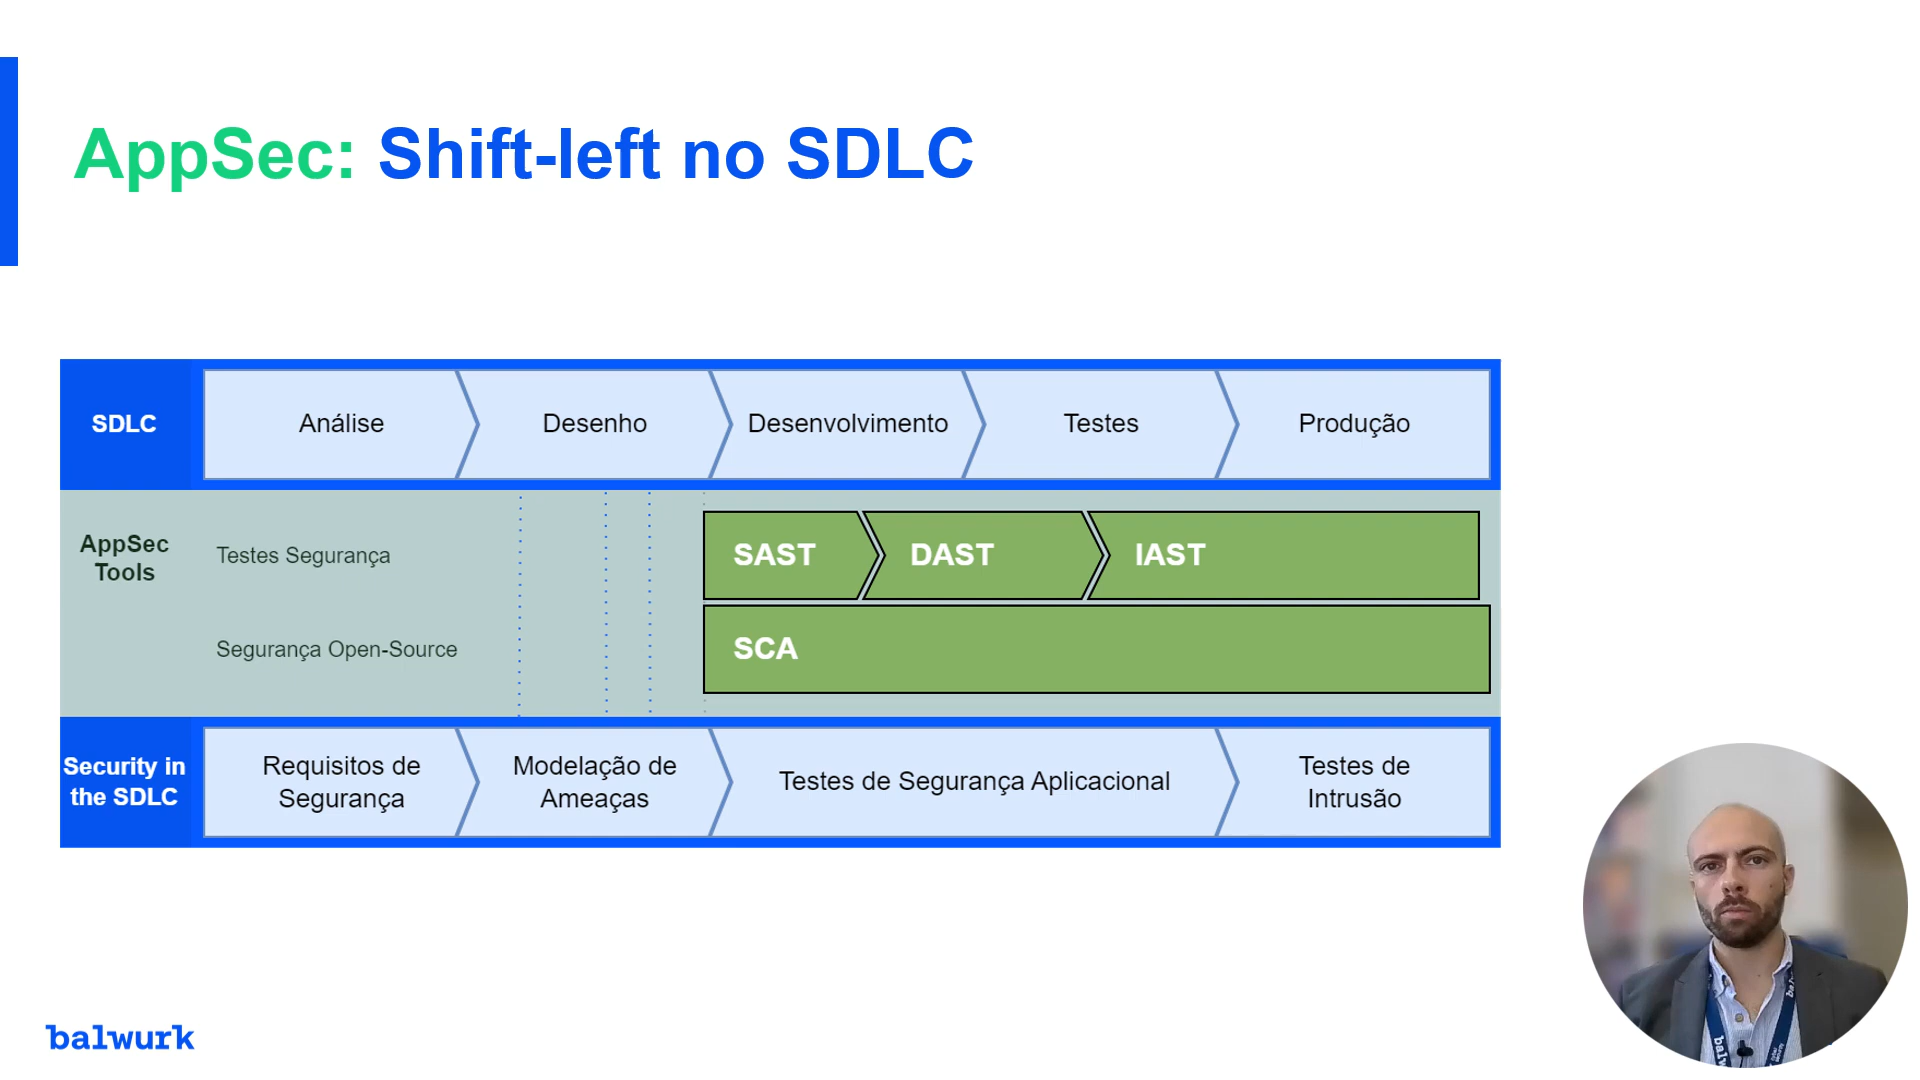 AppSec: Shift-left no SDLC
SDLC
Análise
Desenho
Desenvolvimento
Testes
Produção
AppSec
Tools
Testes Segurança
SAST
DAST
IAST
Segurança Open-Source
SCA
Security in
the SDLC
Requisitos de
Segurança
Modelação de
Ameaças
Testes de Segurança Aplicacional
Testes de
Intrusão
balwurk